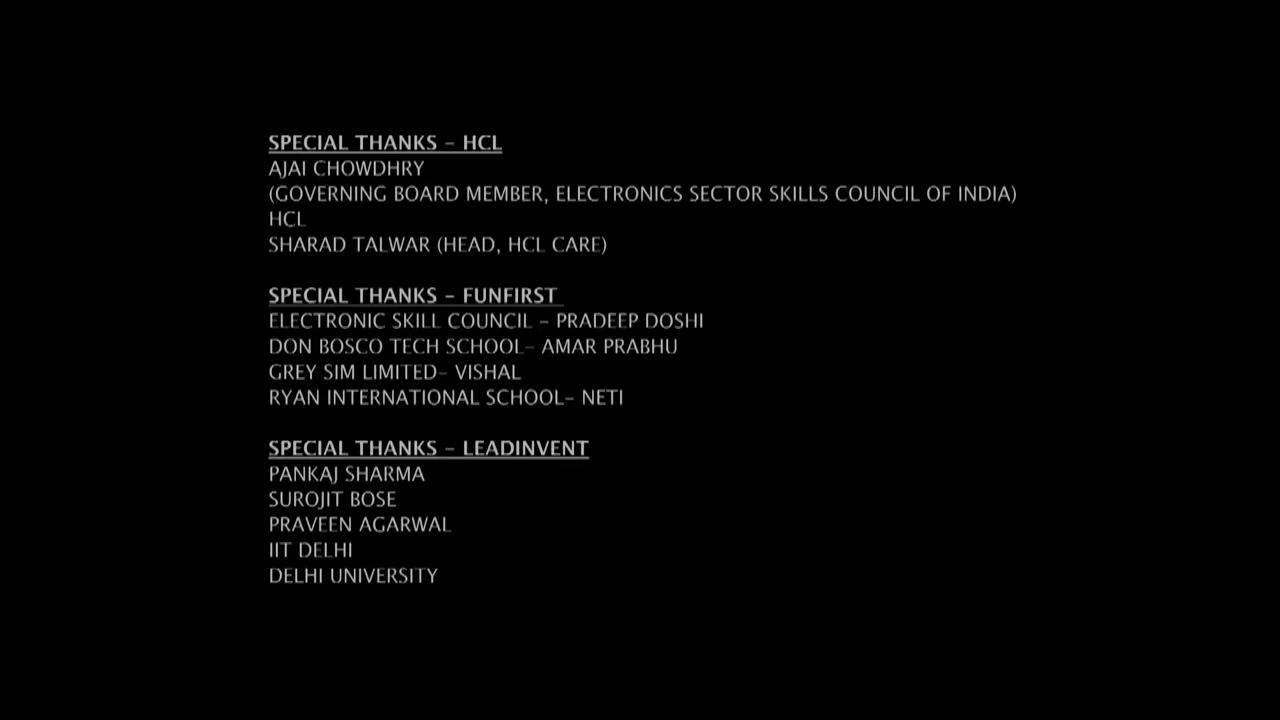 SPECIAL THANKS – HCL
AJAI CHOWDHRY
(GOVERNING BOARD MEMBER, ELECTRONICS SECTOR SKILLS COUNCIL OF INDIA)
HCL
SHARAD TALWAR (HEAD, HCL CARE)
SPECIAL THANKS – FUNFIRST
ELECTRONIC SKILL COUNCIL – PRADEEP DOSHI
DON BOSCO TECH SCHOOL– AMAR PRABHU
GREY SIM LIMITED– VISHAL
RYAN INTERNATIONAL SCHOOL– NETI
SPECIAL THANKS – LEADINVENT
PANKAJ SHARMA
SUROJIT BOSE
PRAVEEN AGARWAL
IIT DELHI
DELHI UNIVERSITY